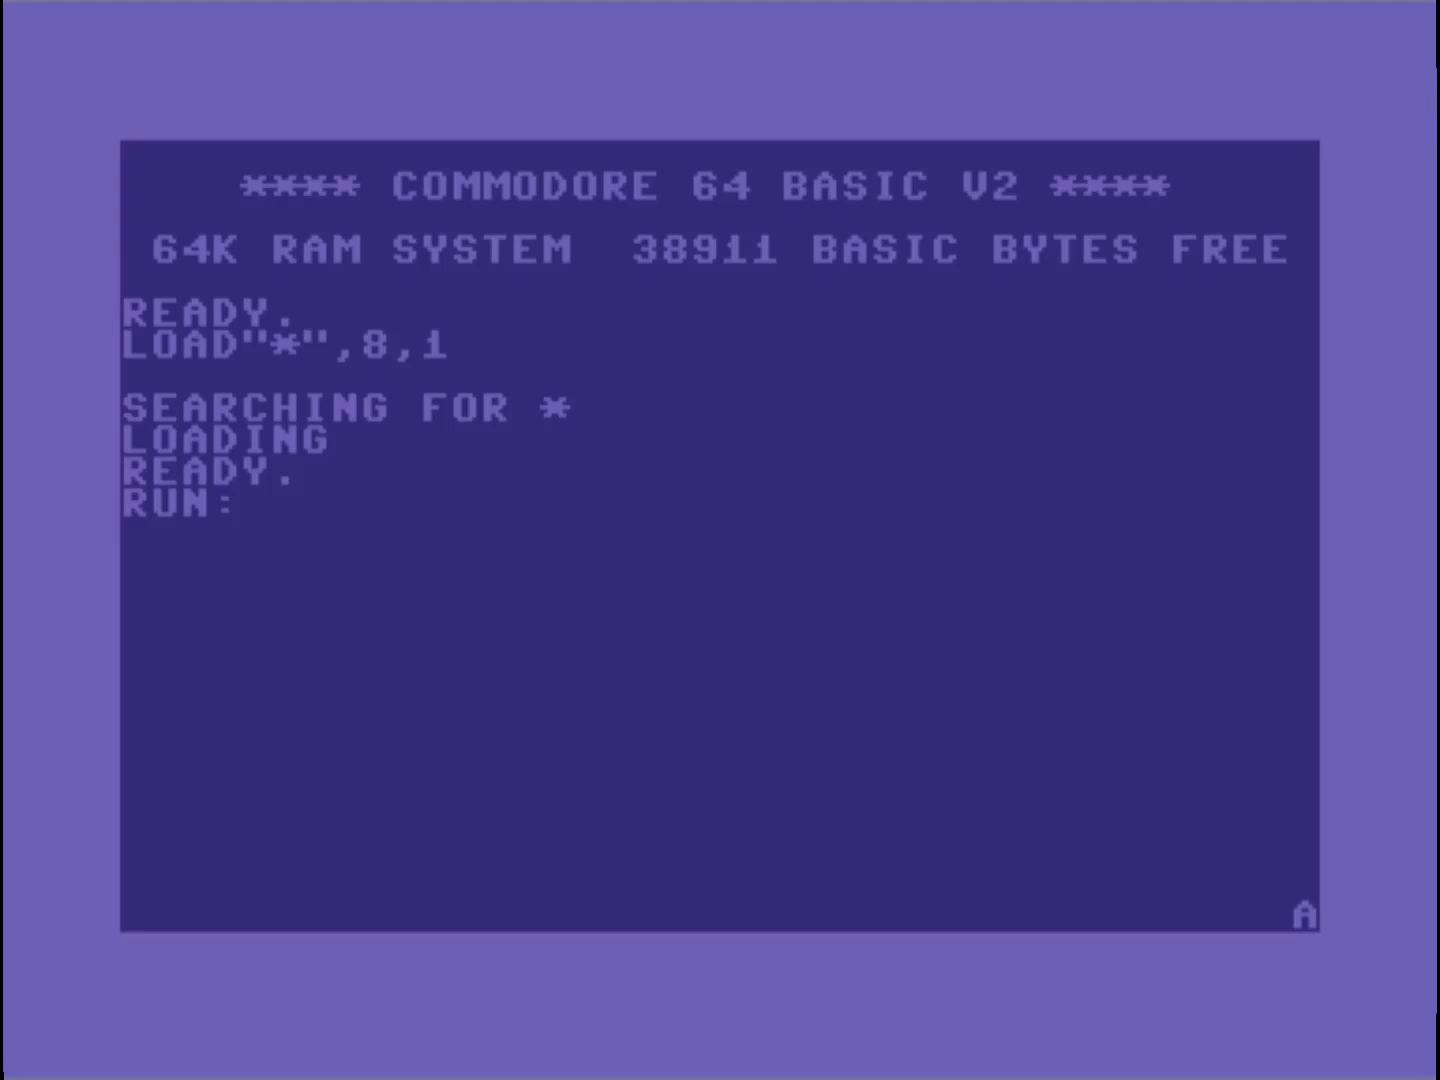 **** COMMODORE 64 BASIC V2 ****
64K RAM SYSTEM  38911 BASIC BYTES FREE
READY.
LOAD"*",8,1
SEARCHING FOR *
LOADING
READY.
RUN:
A